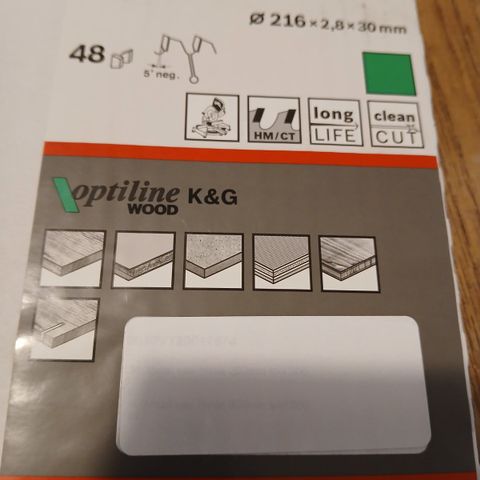 Ø 216 × 2,8 × 30 mm
48
5° neg.
HM/CT
long LIFE
clean CUT
optiline WOOD K&G